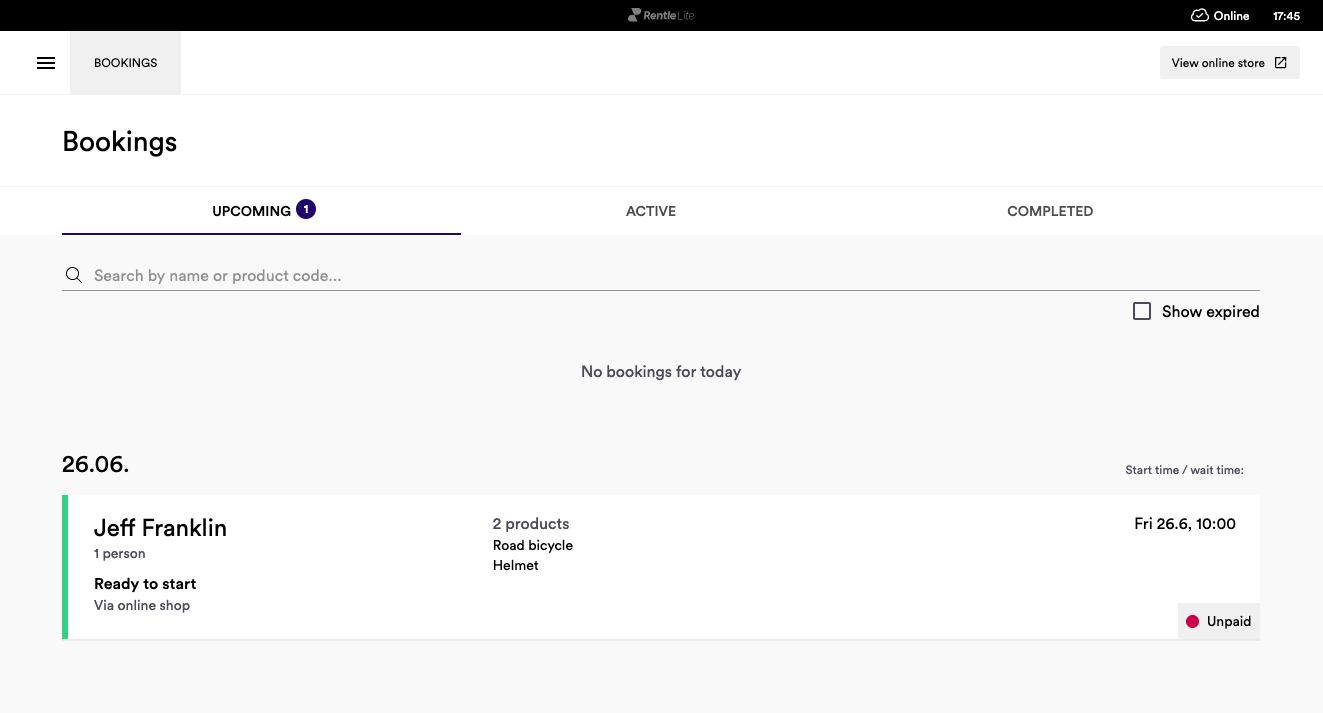 RentleLite
Online
17:45
BOOKINGS
View online store
Bookings
UPCOMING 1
ACTIVE
COMPLETED
Search by name or product code...
Show expired
No bookings for today
26.06.
Start time / wait time:
Jeff Franklin
1 person
Ready to start
Via online shop
2 products
Road bicycle
Helmet
Fri 26.6, 10:00
Unpaid